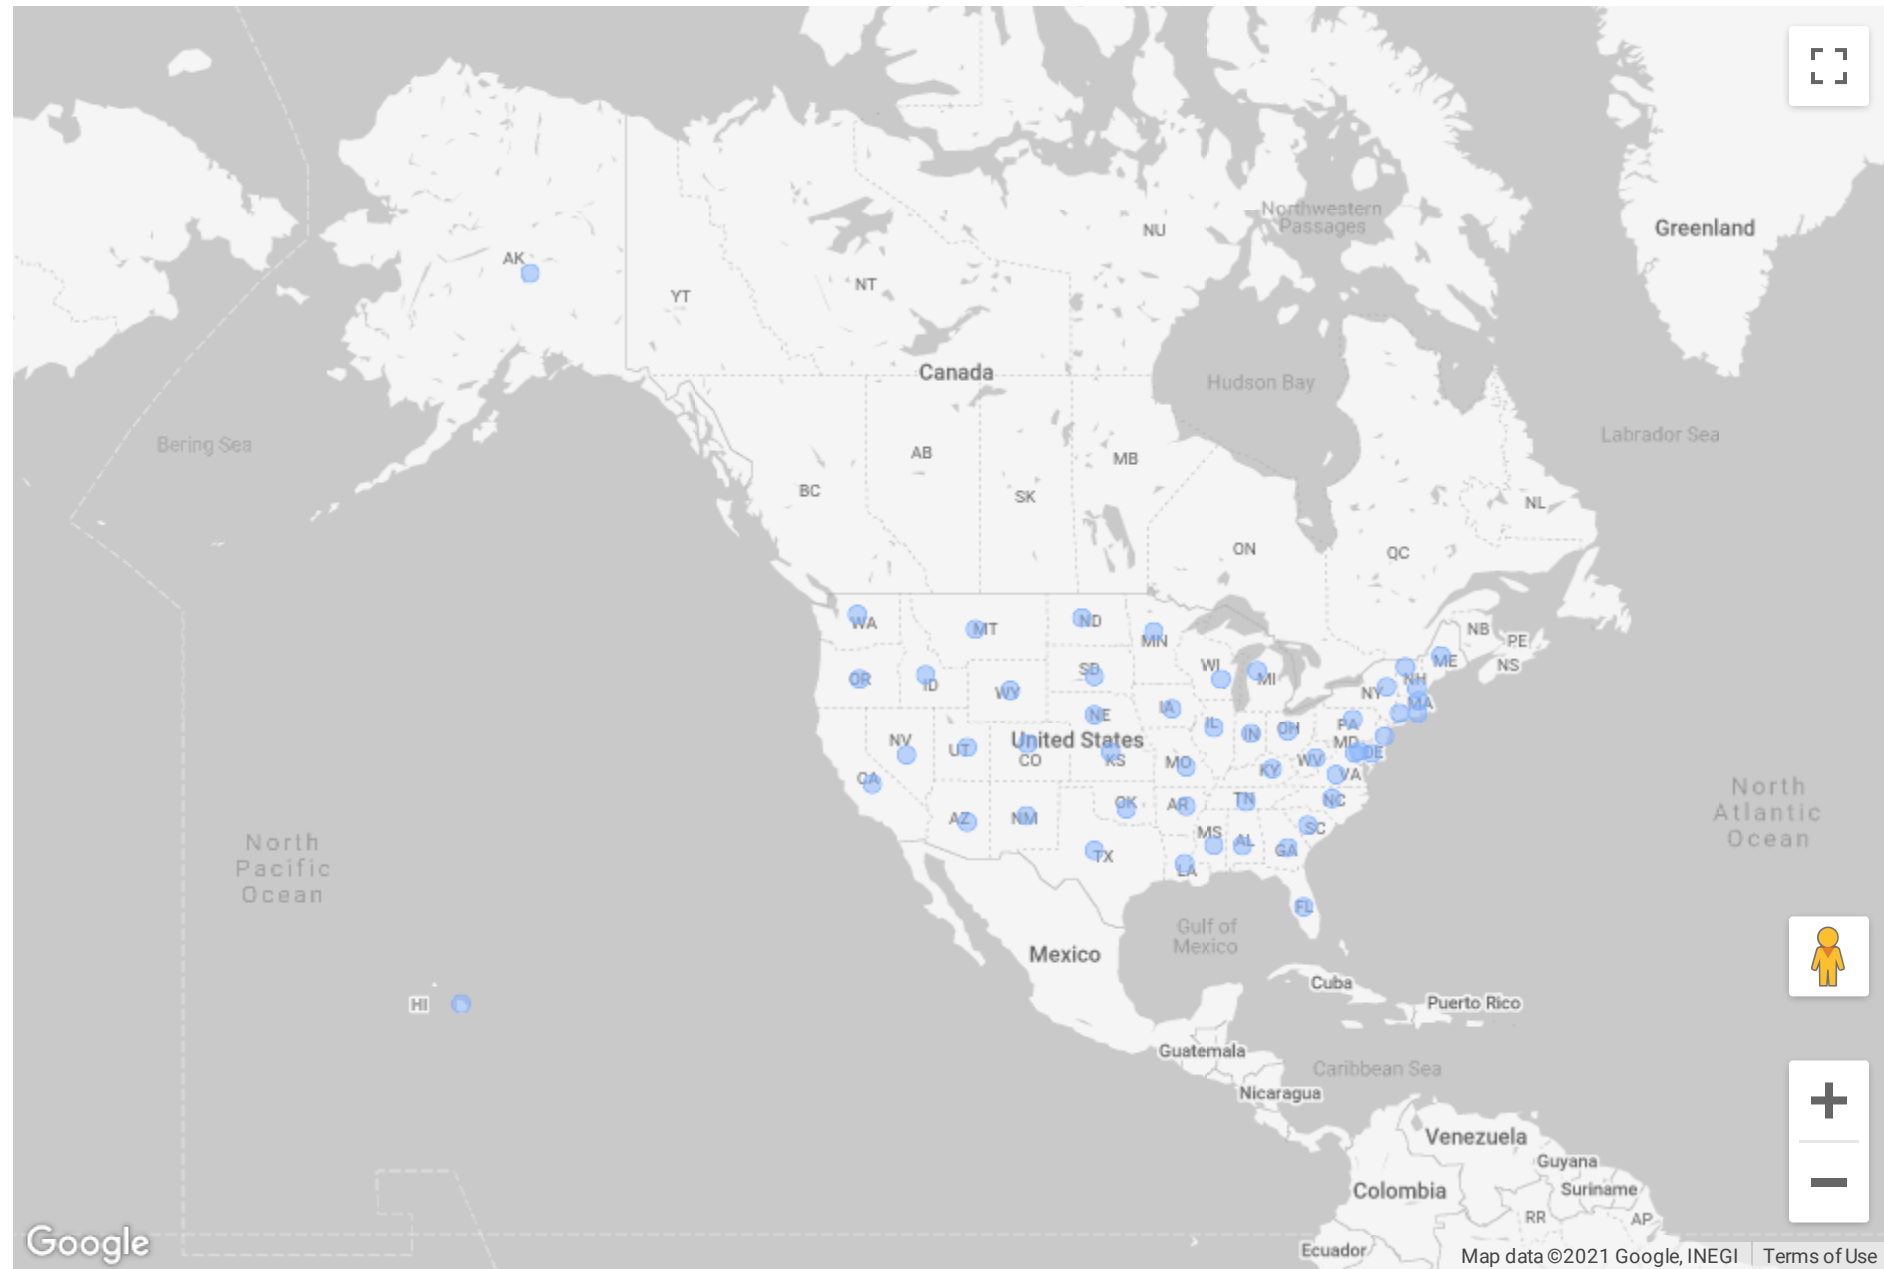 Northwestern
Passages
NU
Greenland
AK
NT
YT
Canada
Hudson Bay
Labrador Sea
Bering Sea
AB
MB
BC
SK
NL
ON
QC
WA
MT
ND
MN
NB
PE
NS
ME
OR
ID
WY
SD
WI
MI
NH
NY
MA
NE
IA
IL
IN
OH
PA
NV
UT
United States
CO
KS
MO
KY
WV
MD
DE
VA
CA
AZ
NM
OK
AR
TN
NC
MS
AL
SC
GA
TX
LA
FL
North
Pacific
Ocean
North
Atlantic
Ocean
Gulf of
Mexico
Mexico
Cuba
Puerto Rico
HI
Guatemala
Caribbean Sea
Nicaragua
Venezuela
Guyana
Colombia
Suriname
RR
AP
Ecuador
Google
Map data ©2021 Google, INEGI
Terms of Use